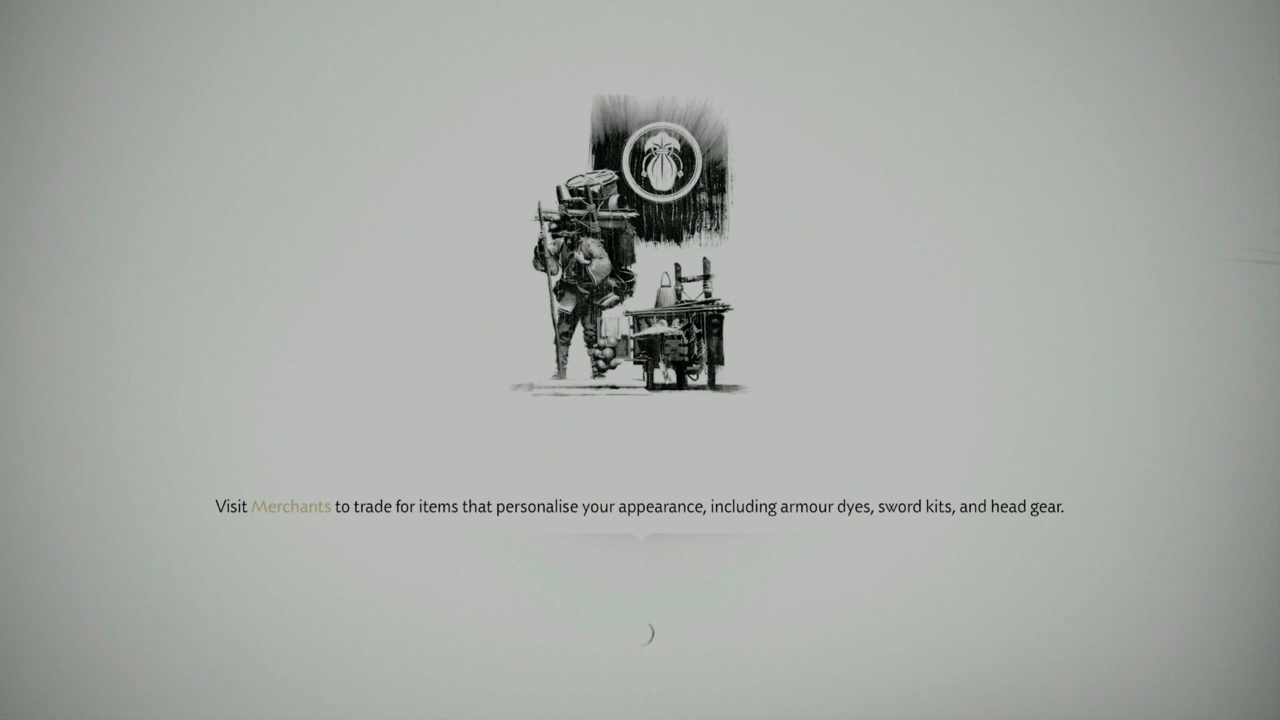 Visit Merchants to trade for items that personalise your appearance, including armour dyes, sword kits, and head gear.